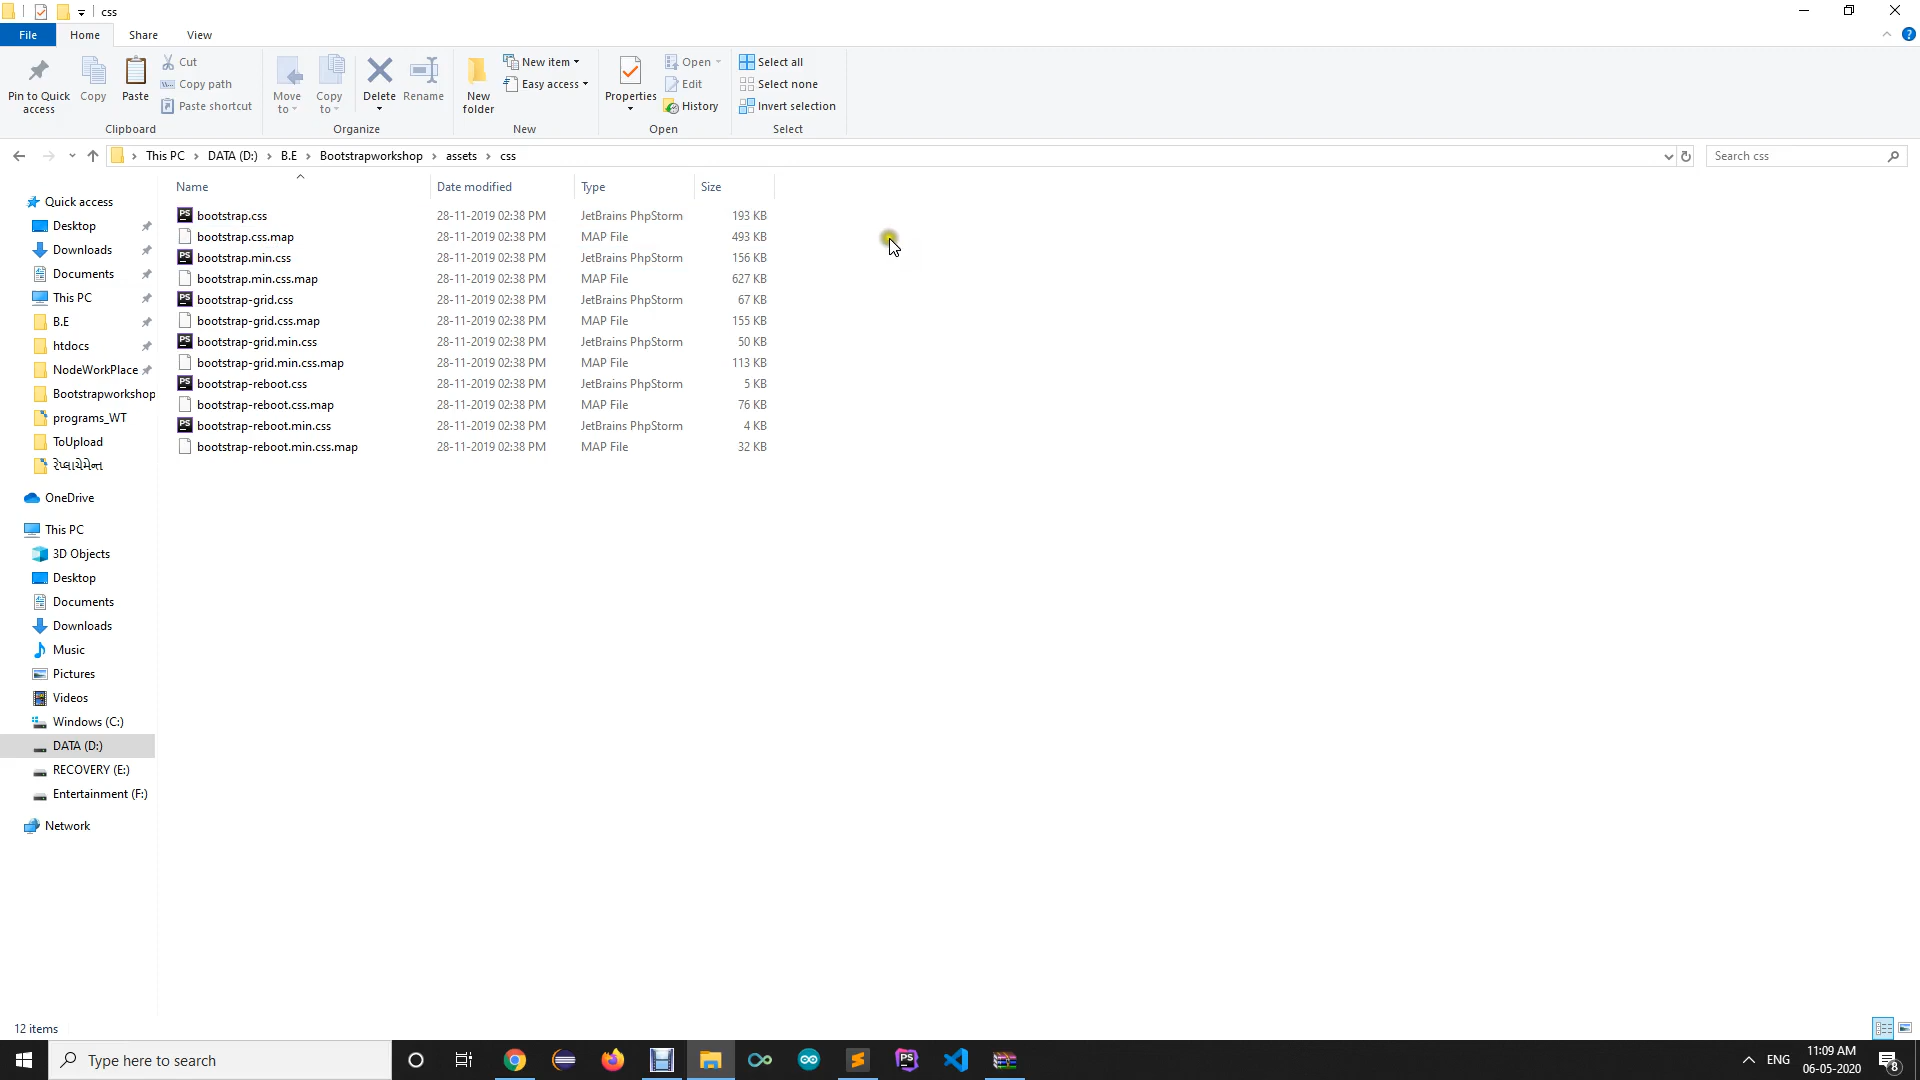 css
File Home Share View
Pin to Quick access
Copy
Paste
Cut
Copy path
Paste shortcut
Clipboard
Move to
Copy to
Delete
Rename
Organize
New folder
New item
Easy access
New
Properties
Open
Edit
History
Open
Select all
Select none
Invert selection
Select
This PC > DATA (D:) > B.E > Bootstrapworkshop > assets > css
Search css
Name Date modified Type Size
bootstrap.css 28-11-2019 02:38 PM JetBrains PhpStorm 193 KB
bootstrap.css.map 28-11-2019 02:38 PM MAP File 493 KB
bootstrap.min.css 28-11-2019 02:38 PM JetBrains PhpStorm 156 KB
bootstrap.min.css.map 28-11-2019 02:38 PM MAP File 627 KB
bootstrap-grid.css 28-11-2019 02:38 PM JetBrains PhpStorm 67 KB
bootstrap-grid.css.map 28-11-2019 02:38 PM MAP File 155 KB
bootstrap-grid.min.css 28-11-2019 02:38 PM JetBrains PhpStorm 50 KB
bootstrap-grid.min.css.map 28-11-2019 02:38 PM MAP File 113 KB
bootstrap-reboot.css 28-11-2019 02:38 PM JetBrains PhpStorm 5 KB
bootstrap-reboot.css.map 28-11-2019 02:38 PM MAP File 76 KB
bootstrap-reboot.min.css 28-11-2019 02:38 PM JetBrains PhpStorm 4 KB
bootstrap-reboot.min.css.map 28-11-2019 02:38 PM MAP File 32 KB
Quick access
Desktop
Downloads
Documents
This PC
B.E
htdocs
NodeWorkPlace
Bootstrapworkshop
programs_WT
ToUpload
OneDrive
This PC
3D Objects
Desktop
Documents
Downloads
Music
Pictures
Videos
Windows (C:)
DATA (D:)
RECOVERY (E:)
Entertainment (F:)
Network
12 items
Type here to search
ENG
11:09 AM
06-05-2020
8